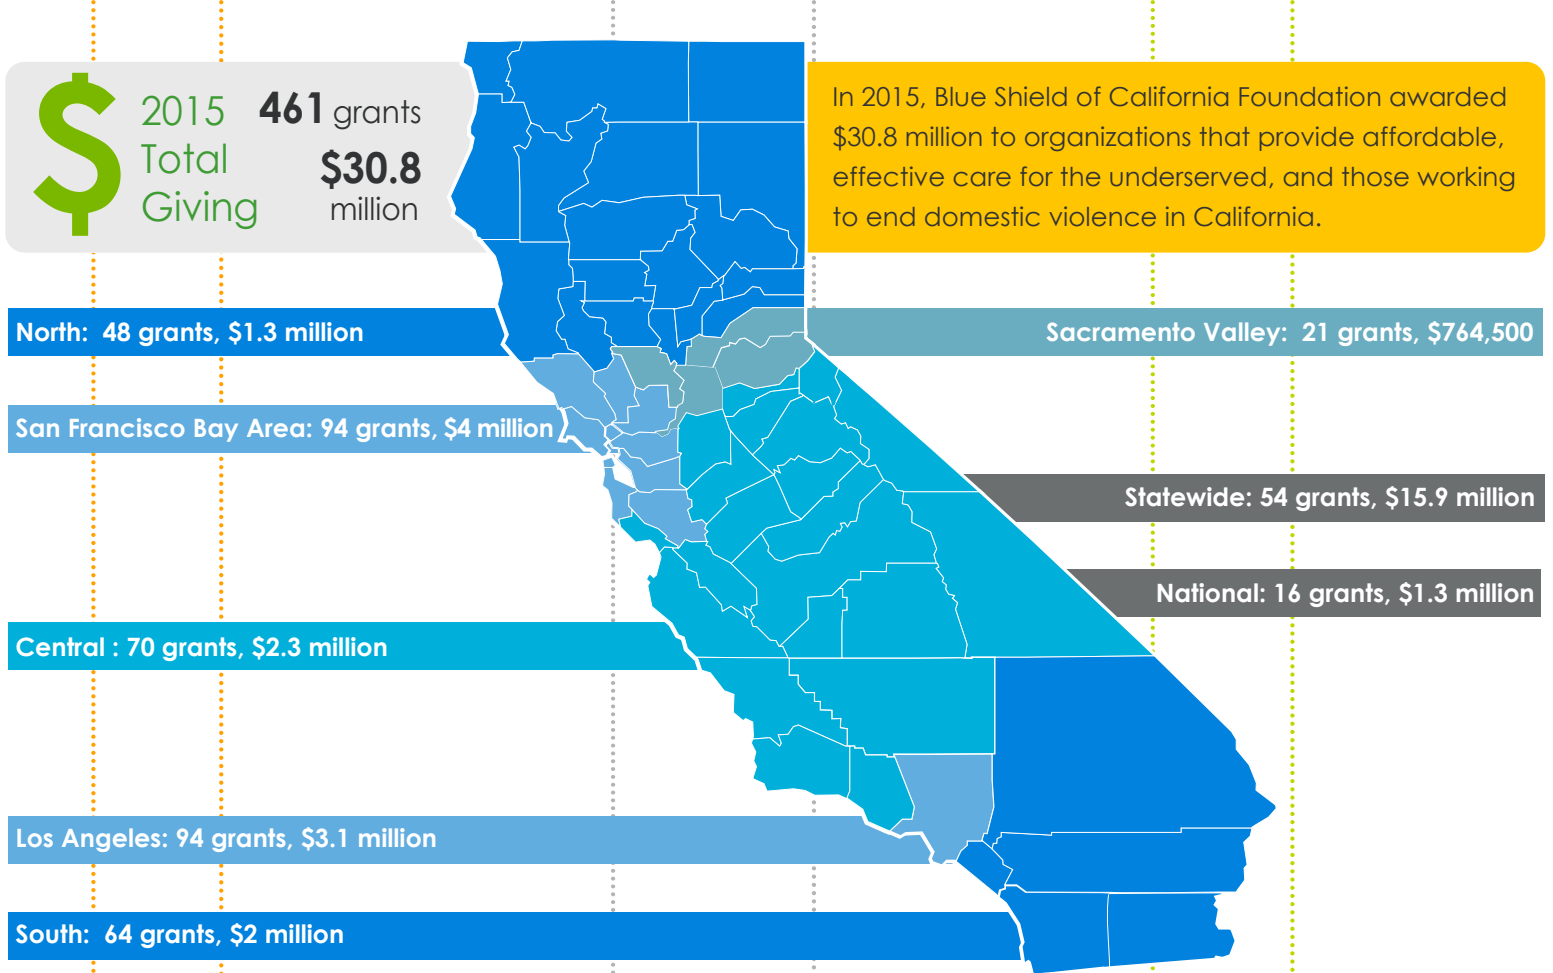 $
2015
Total
Giving
461 grants
$30.8
million
In 2015, Blue Shield of California Foundation awarded
$30.8 million to organizations that provide affordable,
effective care for the underserved, and those working
to end domestic violence in California.
North:  48 grants, $1.3 million
Sacramento Valley:  21 grants, $764,500
San Francisco Bay Area: 94 grants, $4 million
Statewide: 54 grants, $15.9 million
National: 16 grants, $1.3 million
Central : 70 grants, $2.3 million
Los Angeles: 94 grants, $3.1 million
South:  64 grants, $2 million